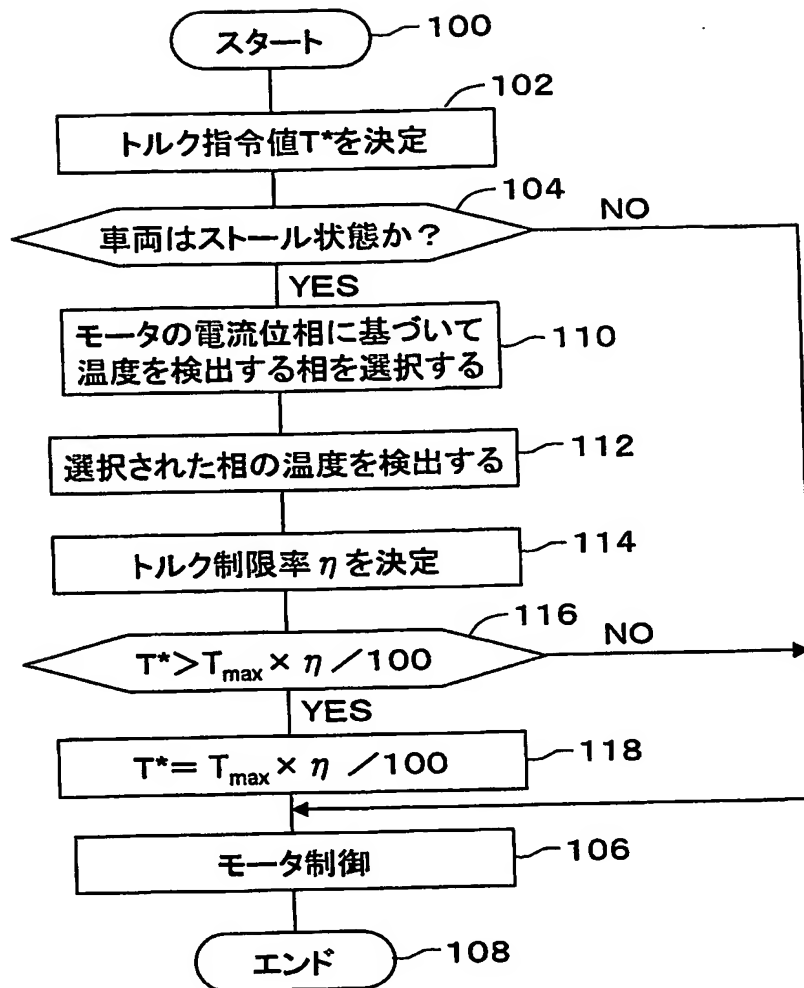 スタート
100
102
トルク指令値T*を決定
104
車両はストール状態か？
NO
YES
モータの電流位相に基づいて
温度を検出する相を選択する
110
選択された相の温度を検出する
112
トルク制限率ηを決定
114
116
T*>Tmax×η/100
NO
YES
T*=Tmax×η/100
118
モータ制御
106
エンド
108